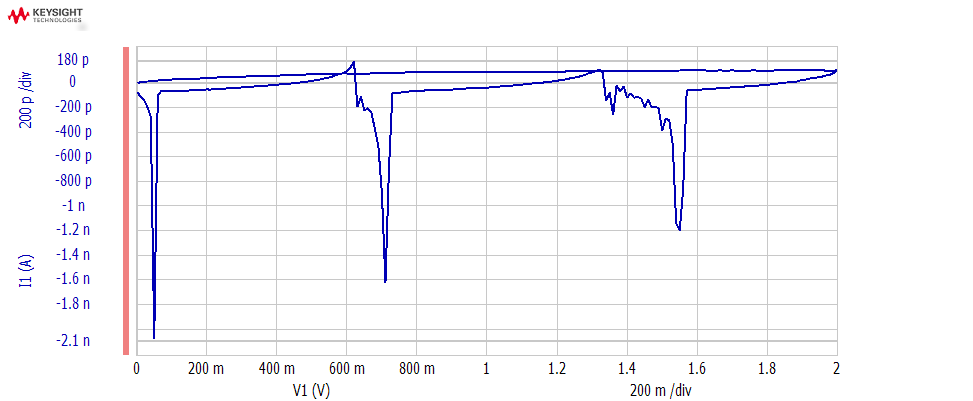 KEYSIGHT
TECHNOLOGIES
200 p /div
I1 (A)
180 p
0
-200 p
-400 p
-600 p
-800 p
-1 n
-1.2 n
-1.4 n
-1.6 n
-1.8 n
-2.1 n
0 200 m 400 m 600 m 800 m 1 1.2 1.4 1.6 1.8 2
V1 (V) 200 m /div